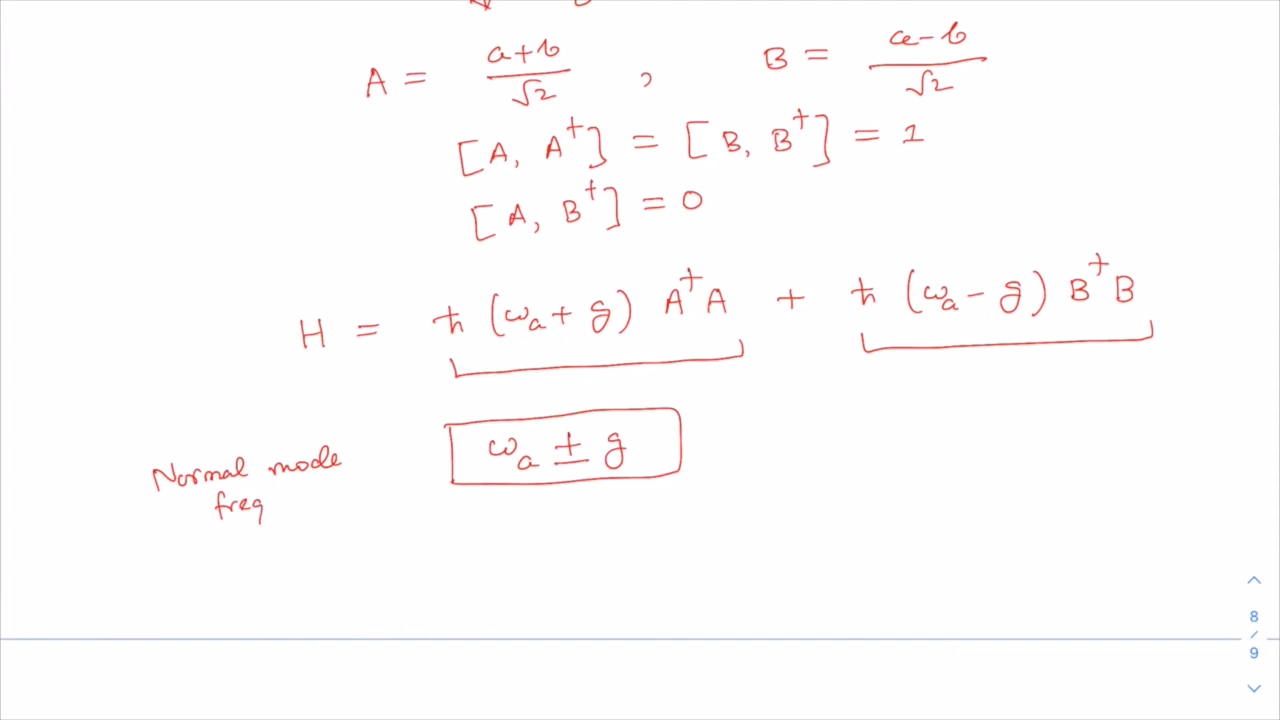 A = a+b/√2 , B = a-b/√2
[A, A†] = [B, B†] = 1
[A, B†] = 0
H = ħ (ωₐ + g) A†A + ħ (ωₐ - g) B†B
Normal mode freq
ωₐ ± g
8
/
9